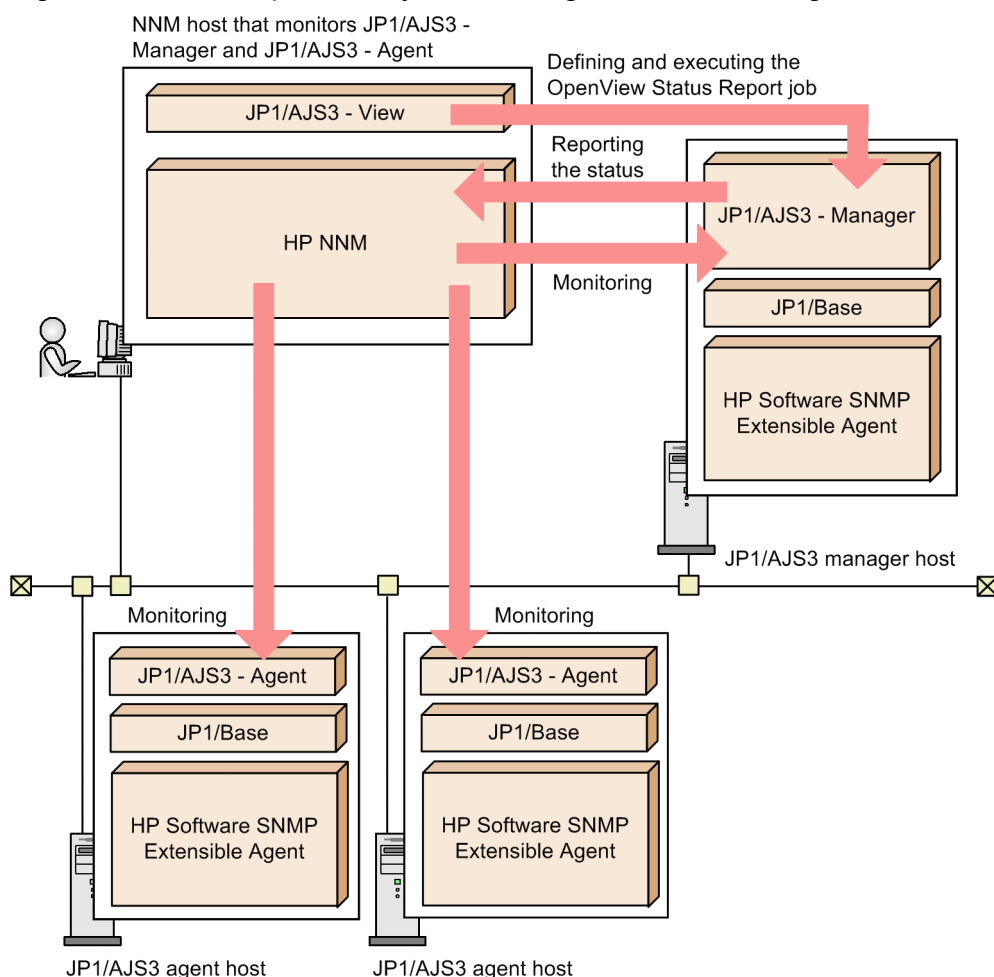 NNM host that monitors JP1/AJS3 -
Manager and JP1/AJS3 - Agent
Defining and executing the
OpenView Status Report job
JP1/AJS3 - View
Reporting
the status
JP1/AJS3 - Manager
HP NNM
Monitoring
JP1/Base
HP Software SNMP
Extensible Agent
JP1/AJS3 manager host
Monitoring
Monitoring
JP1/AJS3 - Agent
JP1/AJS3 - Agent
JP1/Base
JP1/Base
HP Software SNMP
Extensible Agent
HP Software SNMP
Extensible Agent
JP1/AJS3 agent host
JP1/AJS3 agent host